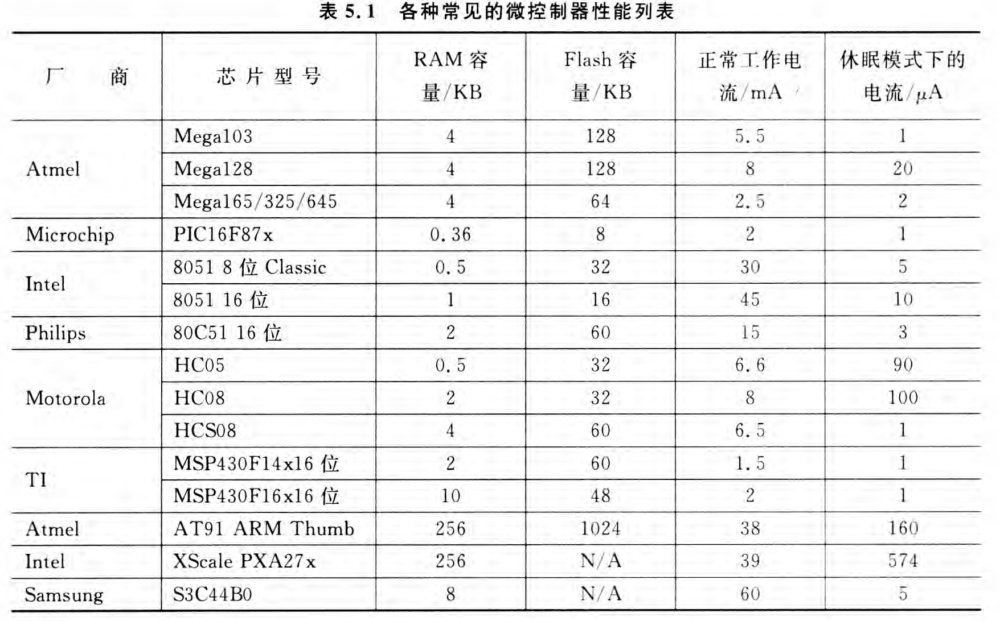 表 5.1 各种常见的微控制器性能列表
厂 商 芯片型号 RAM 容量/KB Flash 容量/KB 正常工作电流/mA 休眠模式下的电流/μA
Atmel Mega103 4 128 5.5 1
Mega128 4 128 8 20
Mega165/325/645 4 64 2.5 2
Microchip PIC16F87x 0.36 8 2 1
Intel 8051 8 位 Classic 0.5 32 30 5
8051 16 位 1 16 45 10
Philips 80C51 16 位 2 60 15 3
Motorola HC05 0.5 32 6.6 90
HC08 2 32 8 100
HCS08 4 60 6.5 1
TI MSP430F14x16 位 2 60 1.5 1
MSP430F16x16 位 10 48 2 1
Atmel AT91 ARM Thumb 256 1024 38 160
Intel XScale PXA27x 256 N/A 39 574
Samsung S3C44B0 8 N/A 60 5